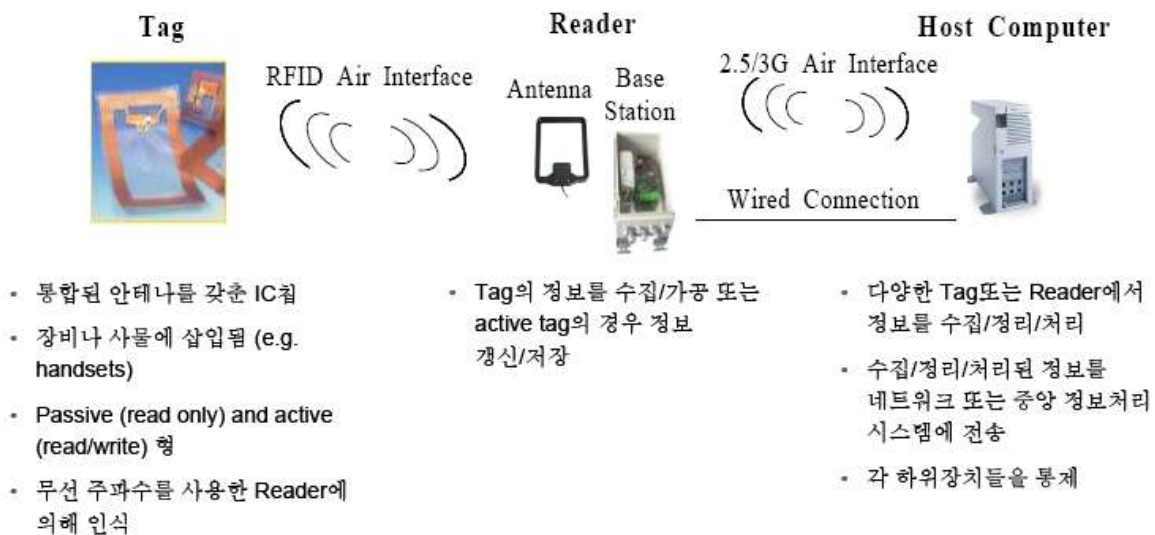 Tag
Reader
Host Computer
RFID Air Interface
Antenna
Base
Station
2.5/3G Air Interface
Wired Connection
• 통합된 안테나를 갖춘 IC칩
• 장비나 사물에 삽입됨 (e.g.
handsets)
• Passive (read only) and active
(read/write) 형
• 무선 주파수를 사용한 Reader에
의해 인식
• Tag의 정보를 수집/가공 또는
active tag의 경우 정보
갱신/저장
• 다양한 Tag또는 Reader에서
정보를 수집/정리/처리
• 수집/정리/처리된 정보를
네트워크 또는 중앙 정보처리
시스템에 전송
• 각 하위장치들을 통제